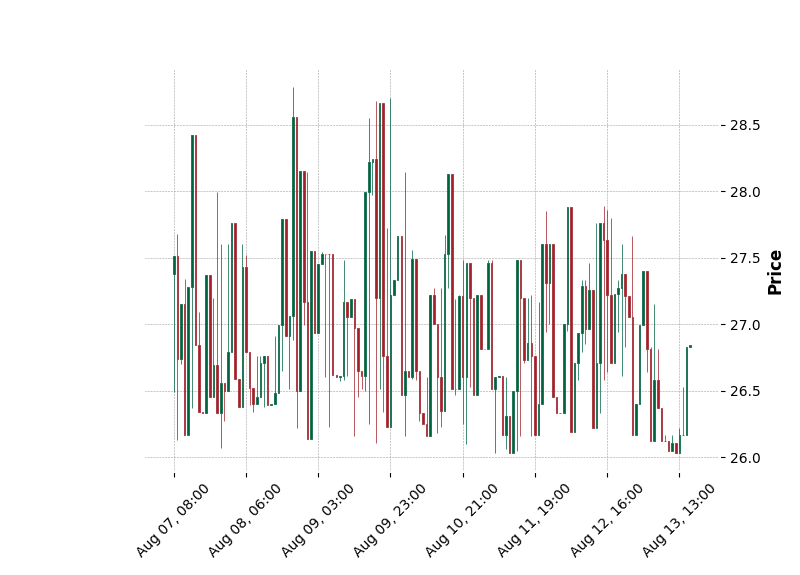 28.5
28.0
27.5
27.0
26.5
26.0
Price
Aug 07, 08:00
Aug 08, 06:00
Aug 09, 03:00
Aug 09, 23:00
Aug 10, 21:00
Aug 11, 19:00
Aug 12, 16:00
Aug 13, 13:00